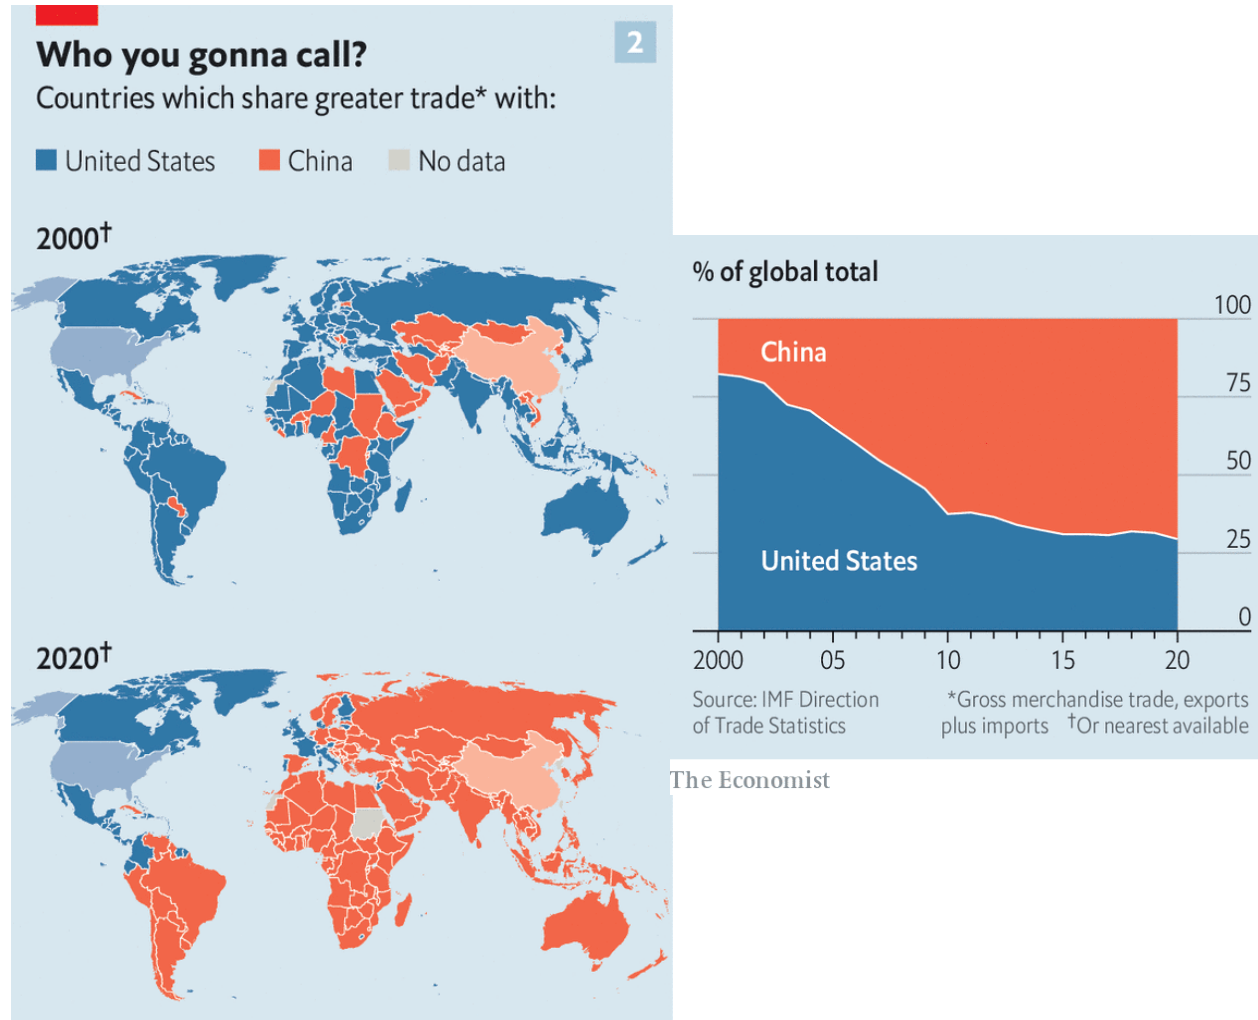 Who you gonna call?
2
Countries which share greater trade* with:
United States
China
No data
2000†
2020†
% of global total
100
75
50
25
0
China
United States
2000
05
10
15
20
Source: IMF Direction
of Trade Statistics
*Gross merchandise trade, exports
plus imports †Or nearest available
The Economist